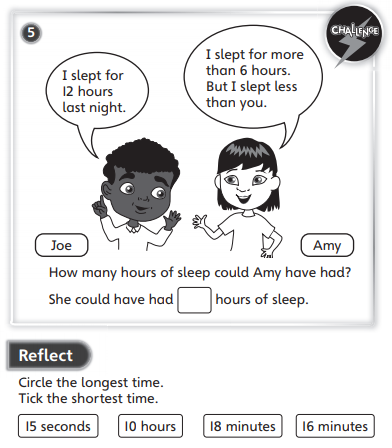 5
CHALLENGE
I slept for
12 hours
last night.
I slept for more
than 6 hours.
But I slept less
than you.
Joe
Amy
How many hours of sleep could Amy have had?
She could have had hours of sleep.
Reflect
Circle the longest time.
Tick the shortest time.
15 seconds
10 hours
18 minutes
16 minutes